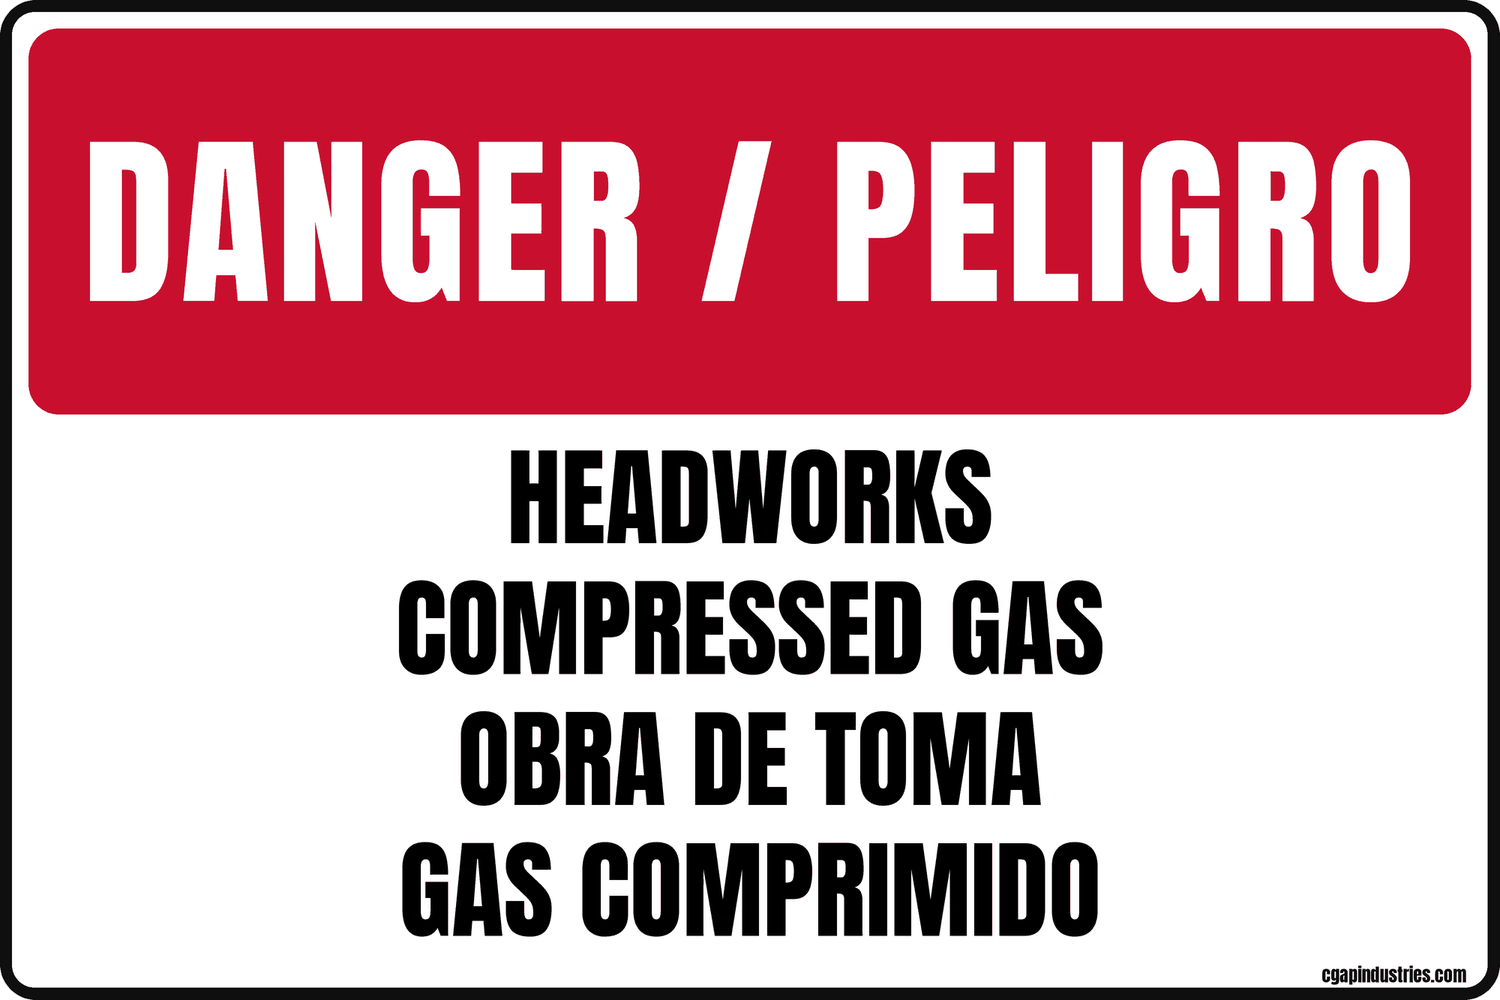 DANGER / PELIGRO
HEADWORKS
COMPRESSED GAS
OBRA DE TOMA
GAS COMPRIMIDO
cgapindustries.com